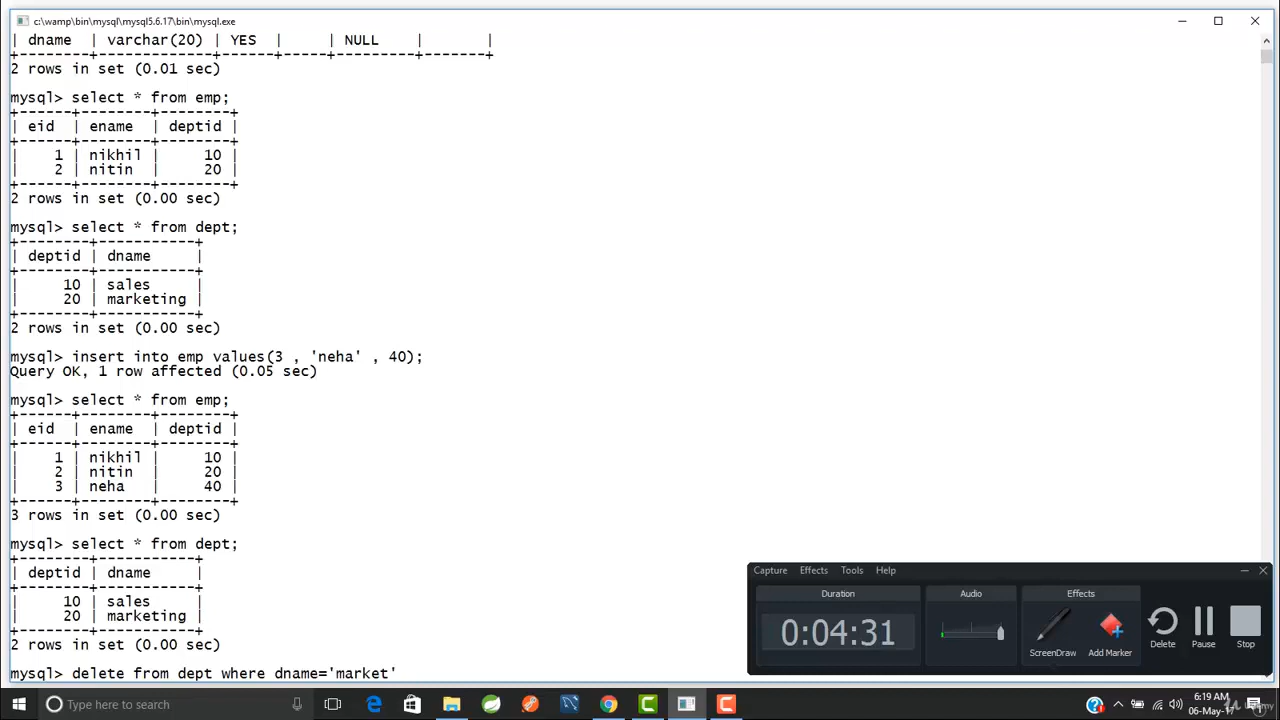 c:\wamp\bin\mysql\mysql5.6.17\bin\mysql.exe
| dname | varchar(20) | YES | | NULL | |
+---------+-------------+------+-----+---------+-------+
2 rows in set (0.01 sec)
mysql> select * from emp;
+------+--------+--------+
| eid | ename | deptid |
+------+--------+--------+
| 1 | nikhil | 10 |
| 2 | nitin | 20 |
+------+--------+--------+
2 rows in set (0.00 sec)
mysql> select * from dept;
+--------+-----------+
| deptid | dname |
+--------+-----------+
| 10 | sales |
| 20 | marketing |
+--------+-----------+
2 rows in set (0.00 sec)
mysql> insert into emp values(3 , 'neha' , 40);
Query OK, 1 row affected (0.05 sec)
mysql> select * from emp;
+------+--------+--------+
| eid | ename | deptid |
+------+--------+--------+
| 1 | nikhil | 10 |
| 2 | nitin | 20 |
| 3 | neha | 40 |
+------+--------+--------+
3 rows in set (0.00 sec)
mysql> select * from dept;
+--------+-----------+
| deptid | dname |
+--------+-----------+
| 10 | sales |
| 20 | marketing |
+--------+-----------+
2 rows in set (0.00 sec)
mysql> delete from dept where dname='market'
Capture Effects Tools Help
Duration Audio Effects
0:04:31
ScreenDraw Add Marker Delete Pause Stop
Type here to search
6:19 AM
06-May-17
Udemy